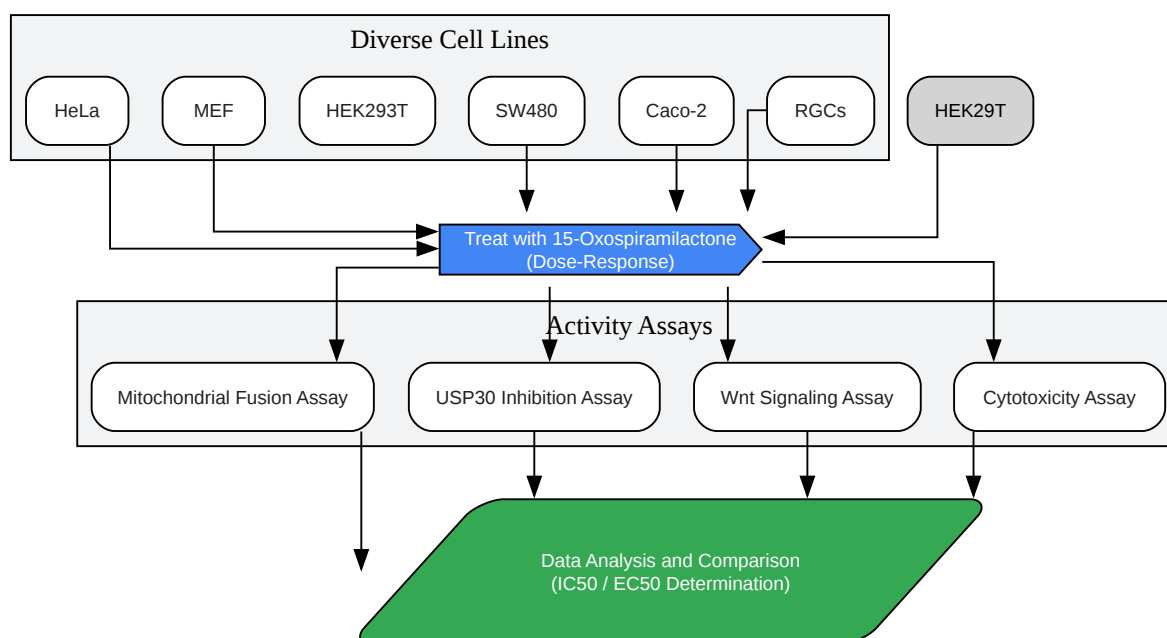 Diverse Cell Lines
HeLa
MEF
HEK293T
SW480
Caco-2
RGCs
HEK29T
Treat with 15-Oxospiramilactone
(Dose-Response)
Activity Assays
Mitochondrial Fusion Assay
USP30 Inhibition Assay
Wnt Signaling Assay
Cytotoxicity Assay
Data Analysis and Comparison
(IC50 / EC50 Determination)